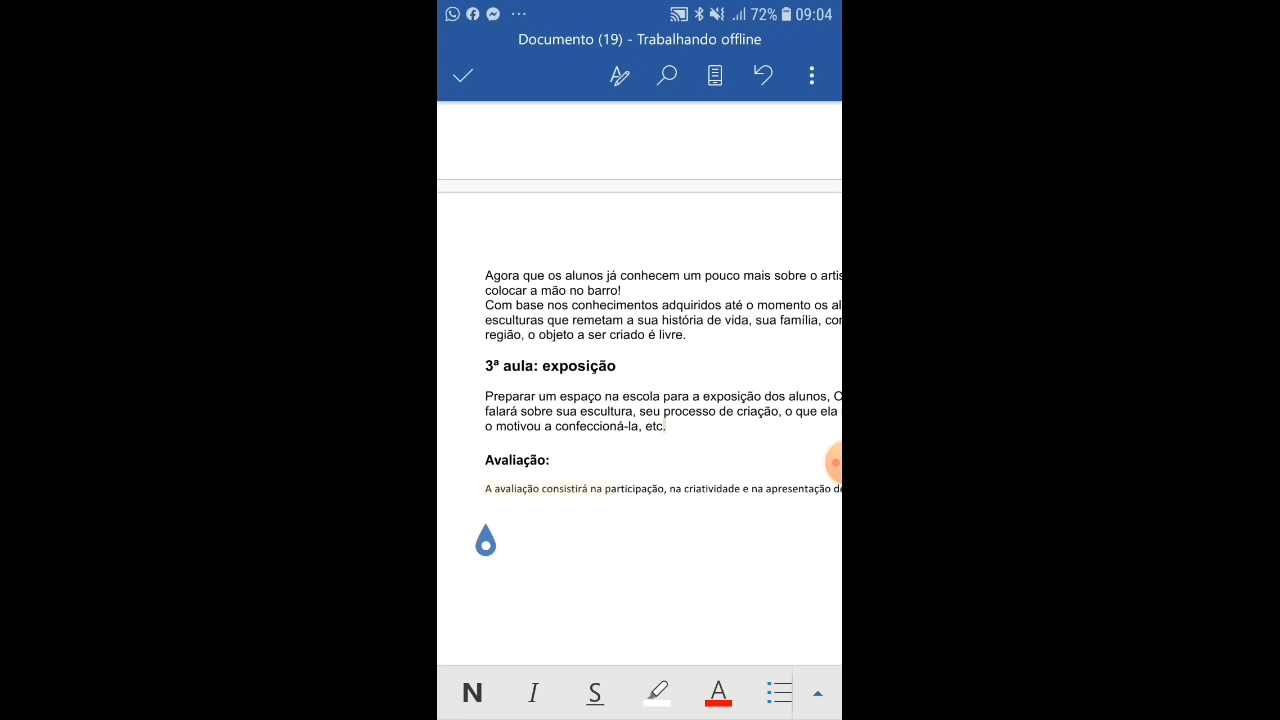 72% 09:04
Documento (19) - Trabalhando offline
Agora que os alunos já conhecem um pouco mais sobre o
colocar a mão no barro!
Com base nos conhecimentos adquiridos até o momento os
esculturas que remetam a sua história de vida, sua família,
região, o objeto a ser criado é livre.
3ª aula: exposição
Preparar um espaço na escola para a exposição dos alunos,
falará sobre sua escultura, seu processo de criação, o que ela
o motivou a confeccioná-la, etc.
Avaliação:
A avaliação consistirá na participação, na criatividade e na apresentação
N I S A